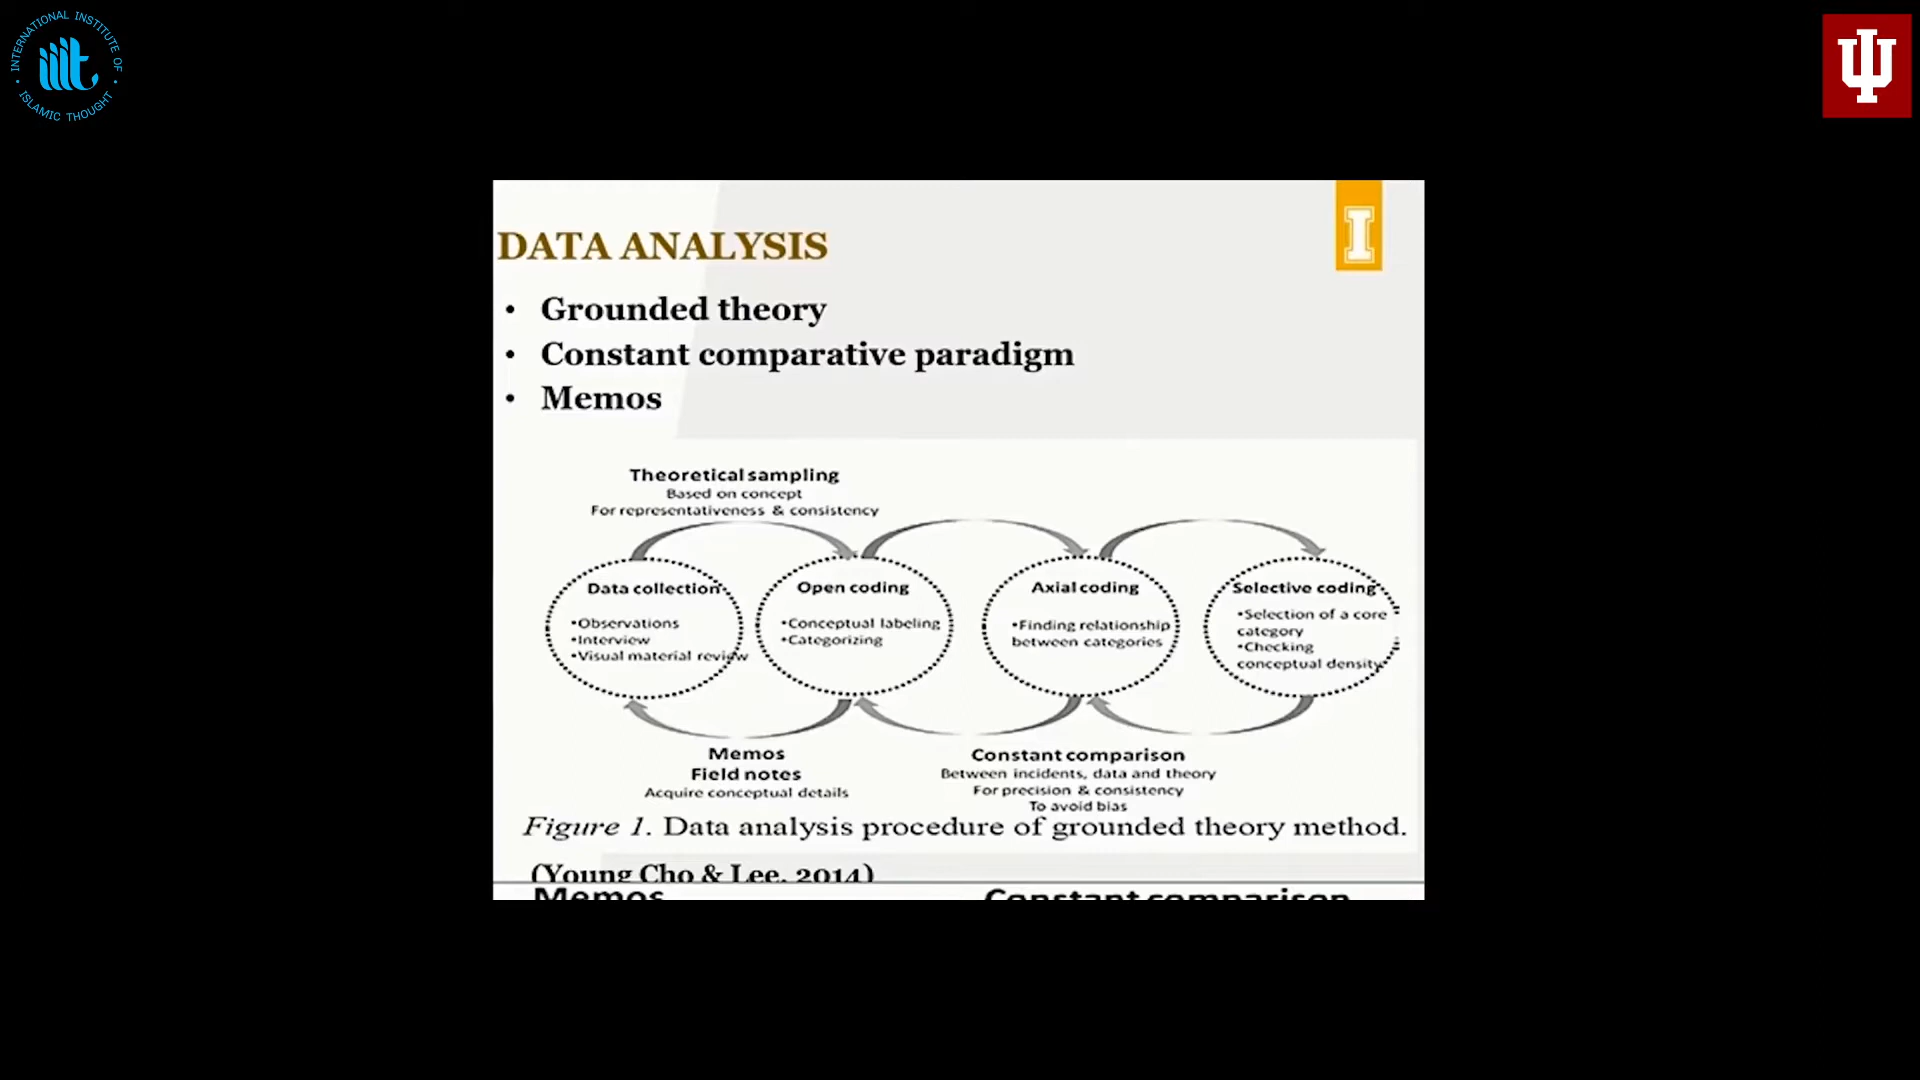 INTERNATIONAL INSTITUTE OF
ISLAMIC THOUGHT
iiit
I
DATA ANALYSIS
• Grounded theory
• Constant comparative paradigm
• Memos
Theoretical sampling
Based on concept
For representativeness & consistency
Data collection
•Observations
•Interview
•Visual material review
Open coding
•Conceptual labeling
•Categorizing
Axial coding
•Finding relationship
between categories
Selective coding
•Selection of a core
category
•Checking
conceptual density
Memos
Field notes
Acquire conceptual details
Constant comparison
Between incidents, data and theory
For precision & consistency
To avoid bias
Figure 1. Data analysis procedure of grounded theory method.
(Young Cho & Lee, 2014)
Memos
Constant comparison